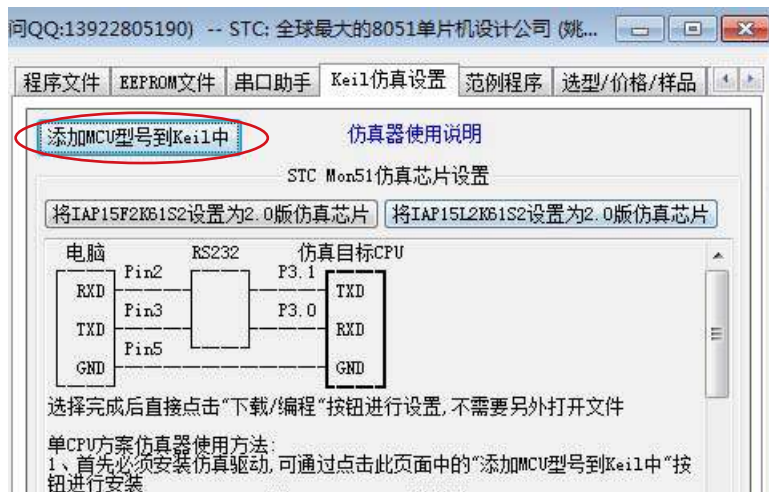 问QQ:13922805190) -- STC: 全球最大的8051单片机设计公司 (姚...
程序文件 EEPROM文件 串口助手 Keil仿真设置 范例程序 选型/价格/样品
添加MCU型号到Keil中 仿真器使用说明
STC Mon51仿真芯片设置
将IAP15F2K61S2设置为2.0版仿真芯片 将IAP15L2K61S2设置为2.0版仿真芯片
电脑 RS232 仿真目标CPU
Pin2 P3.1
RXD TXD
Pin3 P3.0
TXD RXD
Pin5
GND GND
选择完成后直接点击"下载/编程"按钮进行设置,不需要另外打开文件
单CPU方案仿真器使用方法:
1、首先必须安装仿真驱动,可通过点击此页面中的"添加MCU型号到Keil中"按
钮进行安装